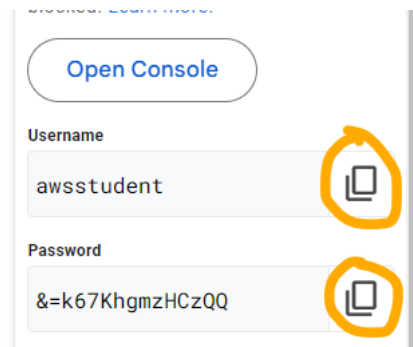 Open Console
Username
awsstudent
Password
&=k67KhgmzHCzQQ